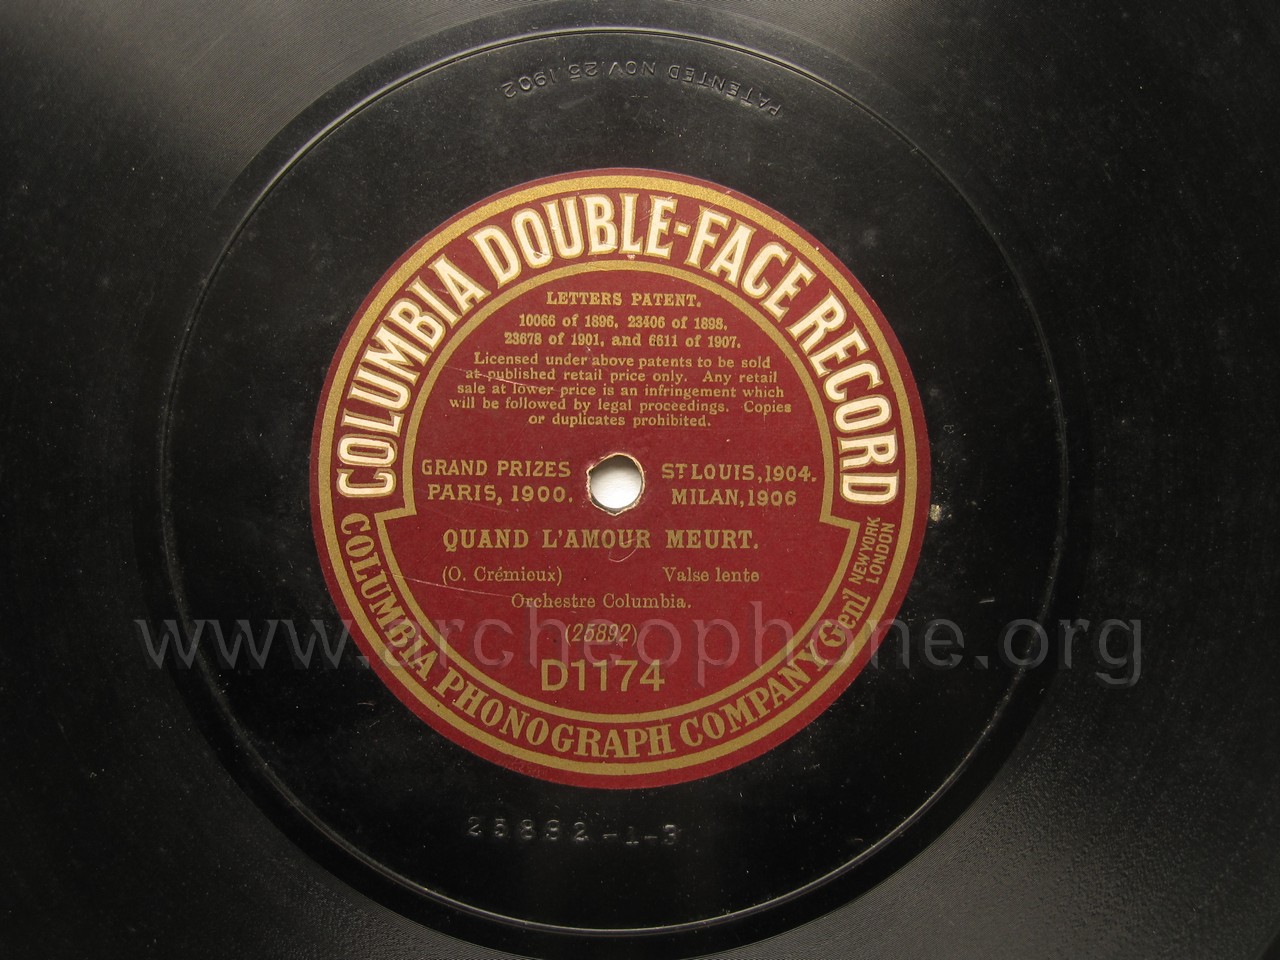 PATENTED NOV. 25, 1902
COLUMBIA DOUBLE-FACE RECORD
LETTERS PATENT.
10066 of 1896, 23406 of 1898,
23678 of 1901, and 6611 of 1907.
Licensed under above patents to be sold
at published retail price only. Any retail
sale at lower price is an infringement which
will be followed by legal proceedings. Copies
or duplicates prohibited.
GRAND PRIZES ST LOUIS, 1904.
PARIS, 1900. MILAN, 1906
QUAND L'AMOUR MEURT.
(O. Crémieux) Valse lente
Orchestre Columbia.
(25892)
D1174
COLUMBIA PHONOGRAPH COMPANY Genl
NEW YORK
LONDON
www.archeophone.org
25892-1-3